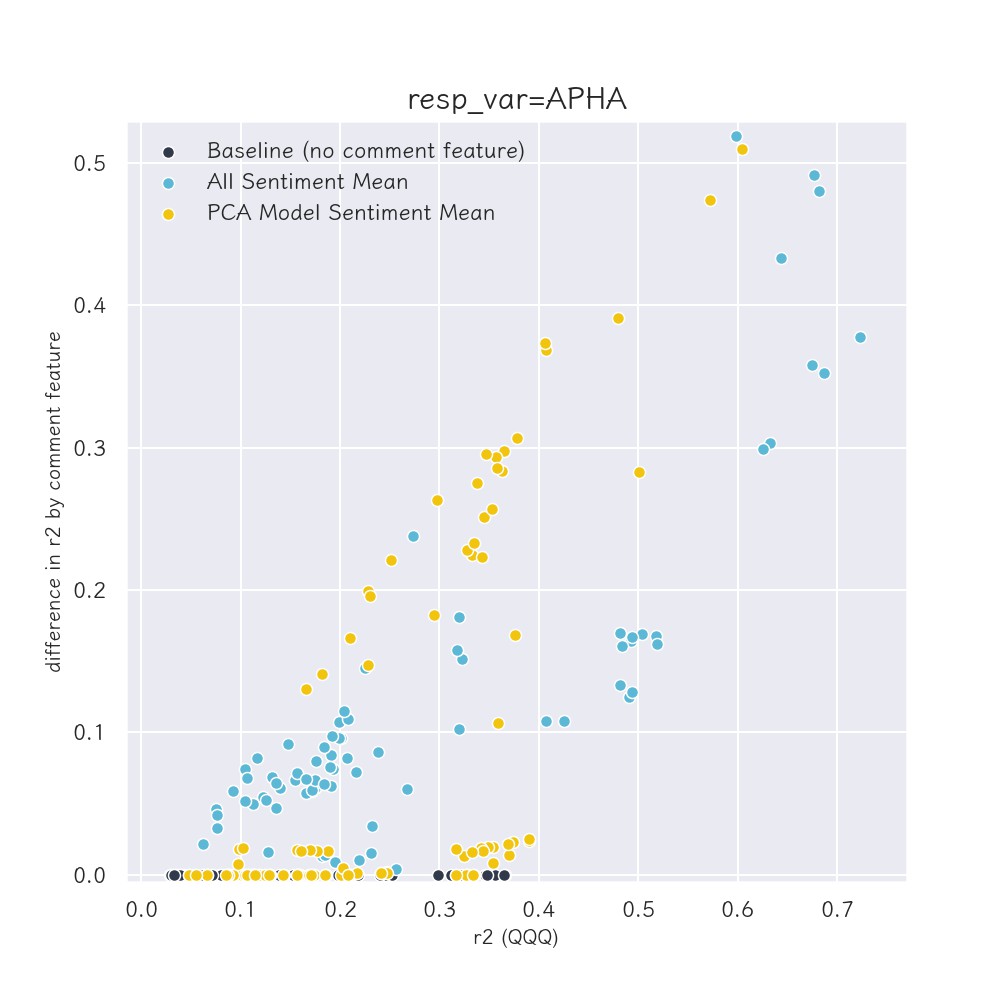 resp_var=APHA
Baseline (no comment feature)
All Sentiment Mean
PCA Model Sentiment Mean
difference in r2 by comment feature
0.5
0.4
0.3
0.2
0.1
0.0
0.0 0.1 0.2 0.3 0.4 0.5 0.6 0.7
r2 (QQQ)